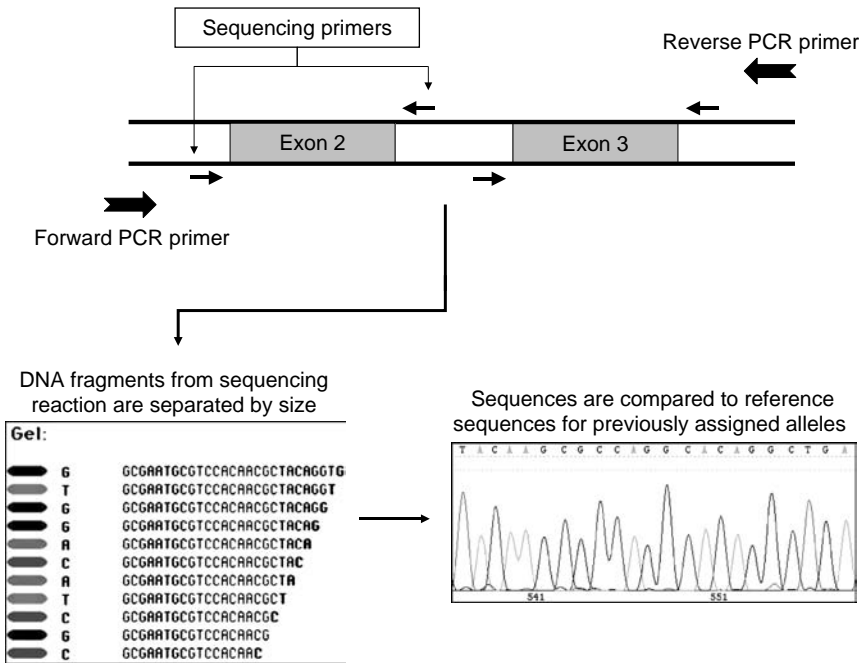 Sequencing primers
Reverse PCR primer
Exon 2
Exon 3
Forward PCR primer
DNA fragments from sequencing
reaction are separated by size
Sequences are compared to reference
sequences for previously assigned alleles
Gel:
G GCGAATGCGTCCACAACGCTACAGGTG
T GCGAATGCGTCCACAACGCTACAGGT
G GCGAATGCGTCCACAACGCTACAGG
G GCGAATGCGTCCACAACGCTACAG
A GCGAATGCGTCCACAACGCTACA
C GCGAATGCGTCCACAACGCTAC
A GCGAATGCGTCCACAACGCTA
T GCGAATGCGTCCACAACGCT
C GCGAATGCGTCCACAACGC
G GCGAATGCGTCCACAACG
C GCGAATGCGTCCACAAC
T A C A A G C G C C A G G C A C A G G C T G A
541 551